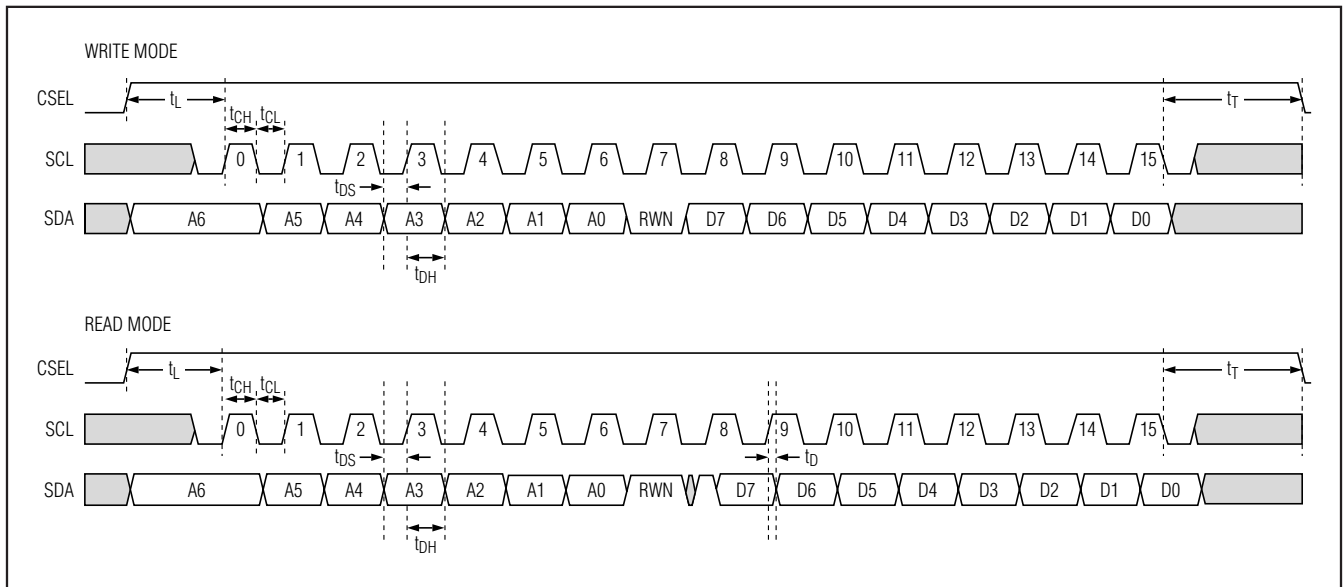 WRITE MODE
CSEL tL tT
tCH tCL
SCL 0 1 2 3 4 5 6 7 8 9 10 11 12 13 14 15
tDS
SDA A6 A5 A4 A3 A2 A1 A0 RWN D7 D6 D5 D4 D3 D2 D1 D0
tDH
READ MODE
CSEL tL tT
tCH tCL
SCL 0 1 2 3 4 5 6 7 8 9 10 11 12 13 14 15
tDS tD
SDA A6 A5 A4 A3 A2 A1 A0 RWN D7 D6 D5 D4 D3 D2 D1 D0
tDH